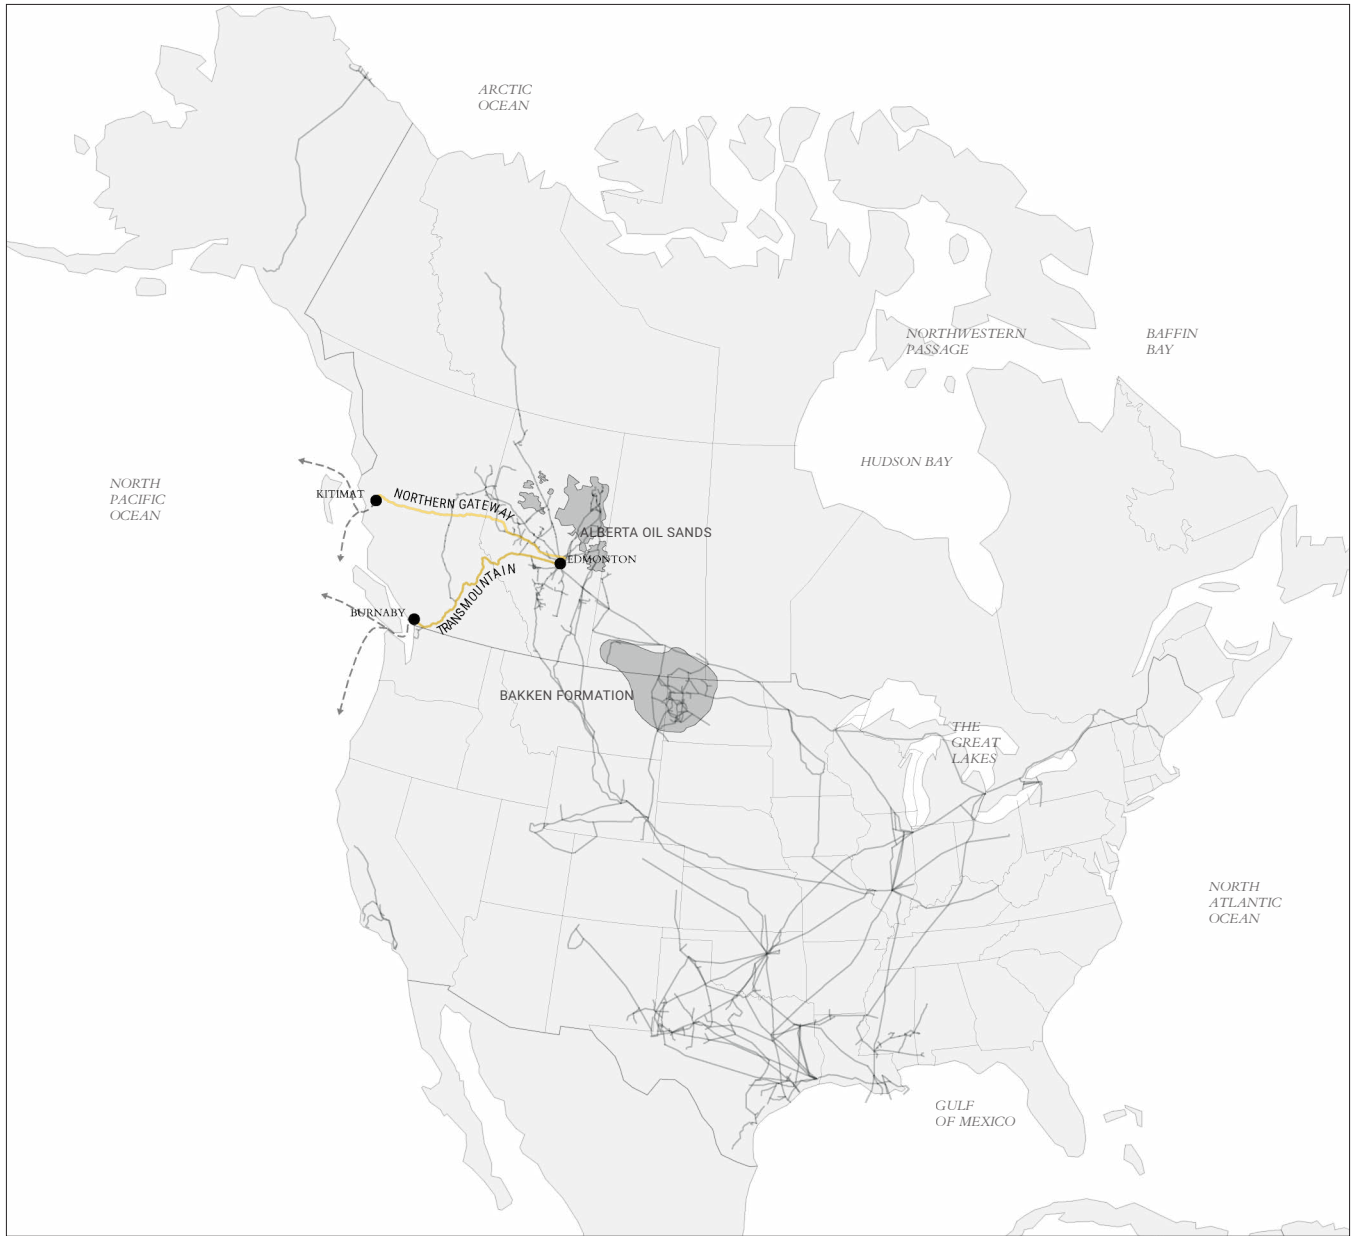 ARCTIC
OCEAN
NORTHWESTERN
PASSAGE
BAFFIN
BAY
HUDSON BAY
NORTH
PACIFIC
OCEAN
KITIMAT
NORTHERN GATEWAY
ALBERTA OIL SANDS
EDMONTON
TRANSMOUNTAIN
BURNABY
BAKKEN FORMATION
THE
GREAT
LAKES
NORTH
ATLANTIC
OCEAN
GULF
OF MEXICO